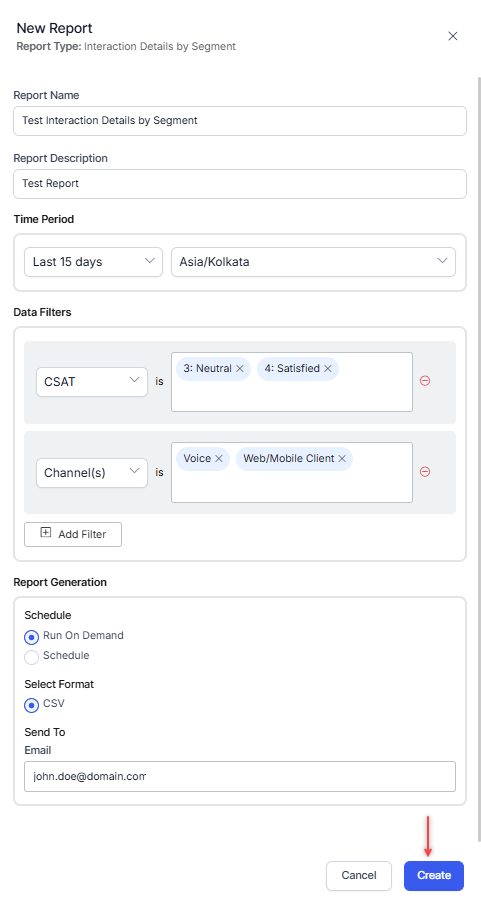 New Report
Report Type: Interaction Details by Segment
Report Name
Test Interaction Details by Segment
Report Description
Test Report
Time Period
Last 15 days
Asia/Kolkata
Data Filters
CSAT is 3: Neutral 4: Satisfied
Channel(s) is Voice Web/Mobile Client
Add Filter
Report Generation
Schedule
Run On Demand
Schedule
Select Format
CSV
Send To
Email
john.doe@domain.com
Cancel Create